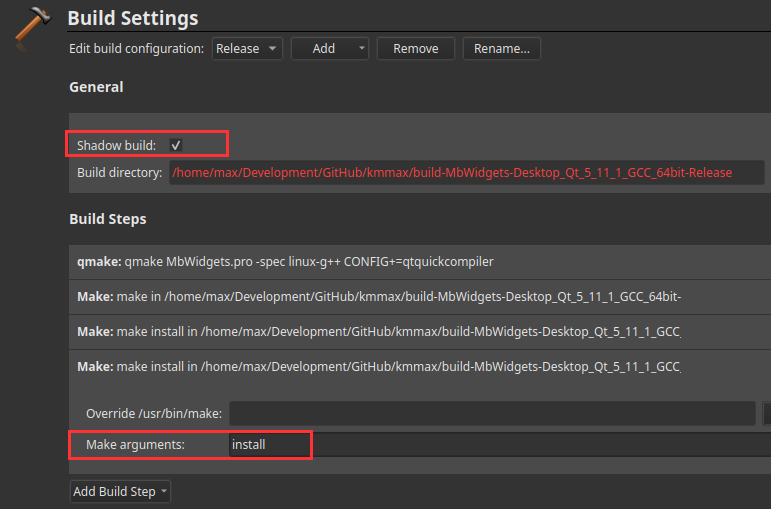 Build Settings
Edit build configuration: Release Add Remove Rename...
General
Shadow build:
Build directory: /home/max/Development/GitHub/kmmax/build-MbWidgets-Desktop_Qt_5_11_1_GCC_64bit-Release
Build Steps
qmake: qmake MbWidgets.pro -spec linux-g++ CONFIG+=qtquickcompiler
Make: make in /home/max/Development/GitHub/kmmax/build-MbWidgets-Desktop_Qt_5_11_1_GCC_64bit-
Make: make install in /home/max/Development/GitHub/kmmax/build-MbWidgets-Desktop_Qt_5_11_1_GCC_
Make: make install in /home/max/Development/GitHub/kmmax/build-MbWidgets-Desktop_Qt_5_11_1_GCC_
Override /usr/bin/make:
Make arguments: install
Add Build Step